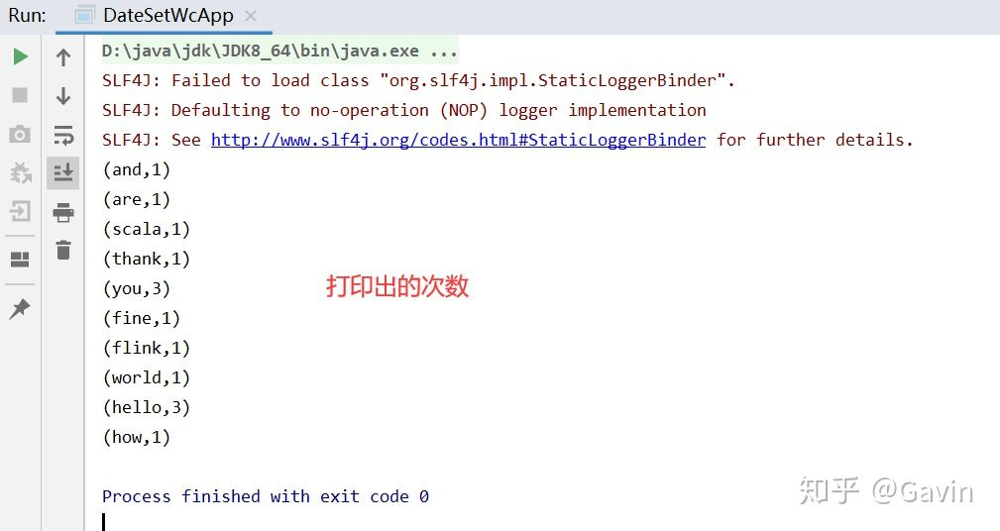 Run: DateSetWcApp
D:\java\jdk\JDK8_64\bin\java.exe ...
SLF4J: Failed to load class "org.slf4j.impl.StaticLoggerBinder".
SLF4J: Defaulting to no-operation (NOP) logger implementation
SLF4J: See http://www.slf4j.org/codes.html#StaticLoggerBinder for further details.
(and,1)
(are,1)
(scala,1)
(thank,1)
(you,3)
打印出的次数
(fine,1)
(flink,1)
(world,1)
(hello,3)
(how,1)
Process finished with exit code 0
知乎 @Gavin